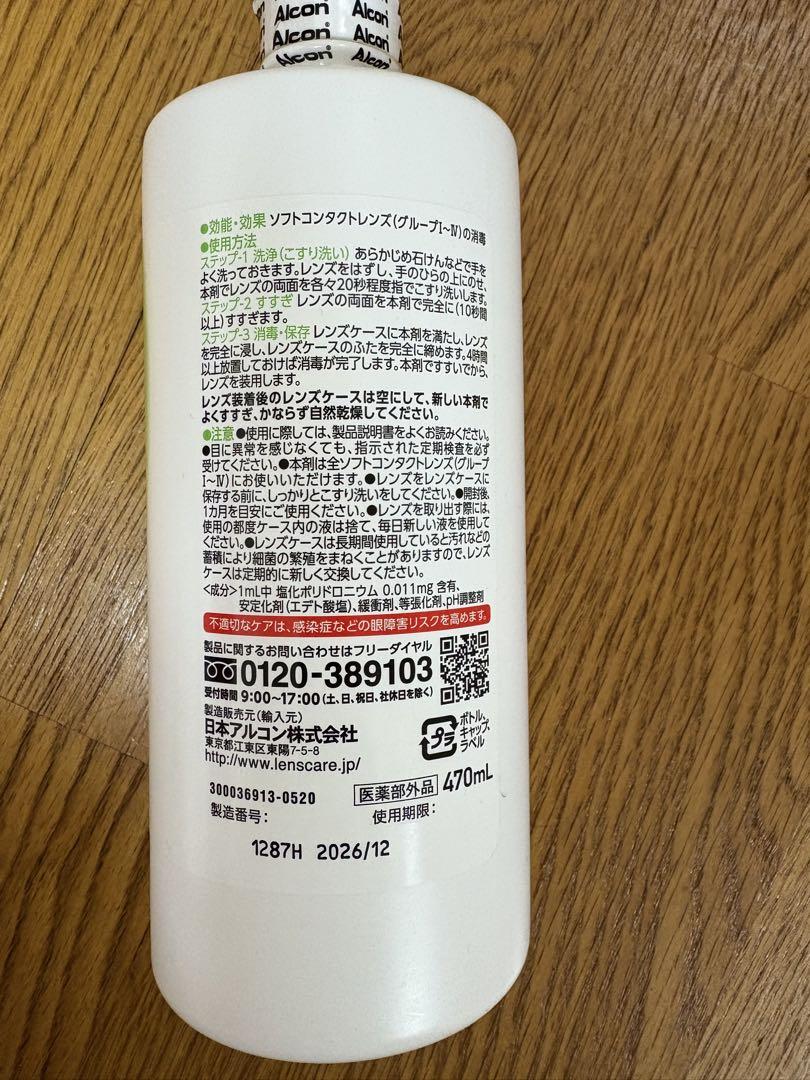 Alcon Alcon
Alcon Alcon
Alcon Alcon
●効能・効果 ソフトコンタクトレンズ(グループI~IV)の消毒
●使用方法
ステップ-1 洗浄(こすり洗い) あらかじめ石けんなどで手を
よく洗っておきます。レンズをはずし、手のひらの上にのせ、
本剤でレンズの両面を各々20秒程度指でこすり洗いします。
ステップ-2 すすぎ レンズの両面を本剤で完全に(10秒間
以上)すすぎます。
ステップ-3 消毒・保存 レンズケースに本剤を満たし、レンズ
を完全に浸し、レンズケースのふたを完全に締めます。4時間
以上放置しておけば消毒が完了します。本剤ですすいでから、
レンズを装用します。
レンズ装着後のレンズケースは空にして、新しい本剤で
よくすすぎ、かならず自然乾燥してください。
●注意 ●使用に際しては、製品説明書をよくお読みください。
●目に異常を感じなくても、指示された定期検査を必ず
受けてください。●本剤は全ソフトコンタクトレンズ(グループ
I~IV)にお使いいただけます。●レンズをレンズケースに
保存する前に、しっかりとこすり洗いをしてください。●開封後、
1カ月を目安にご使用ください。●レンズを取り出す際には、
使用の都度ケース内の液は捨て、毎日新しい液を使用して
ください。●レンズケースは長期間使用していると汚れなどの
蓄積により細菌の繁殖をまねくことがありますので、レンズ
ケースは定期的に新しく交換してください。
<成分>1mL中 塩化ポリドロニウム 0.011mg 含有、
安定化剤(エデト酸塩)、緩衝剤、等張化剤、pH調整剤
不適切なケアは、感染症などの眼障害リスクを高めます。
製品に関するお問い合わせはフリーダイヤル
0120-389103
受付時間 9:00~17:00(土、日、祝日、社休日を除く)
製造販売元(輸入元)
日本アルコン株式会社
東京都江東区東陽7-5-8
http://www.lenscare.jp/
プラ
ボトル、
キャップ、
ラベル
300036913-0520
医薬部外品 470mL
製造番号: 使用期限:
1287H 2026/12